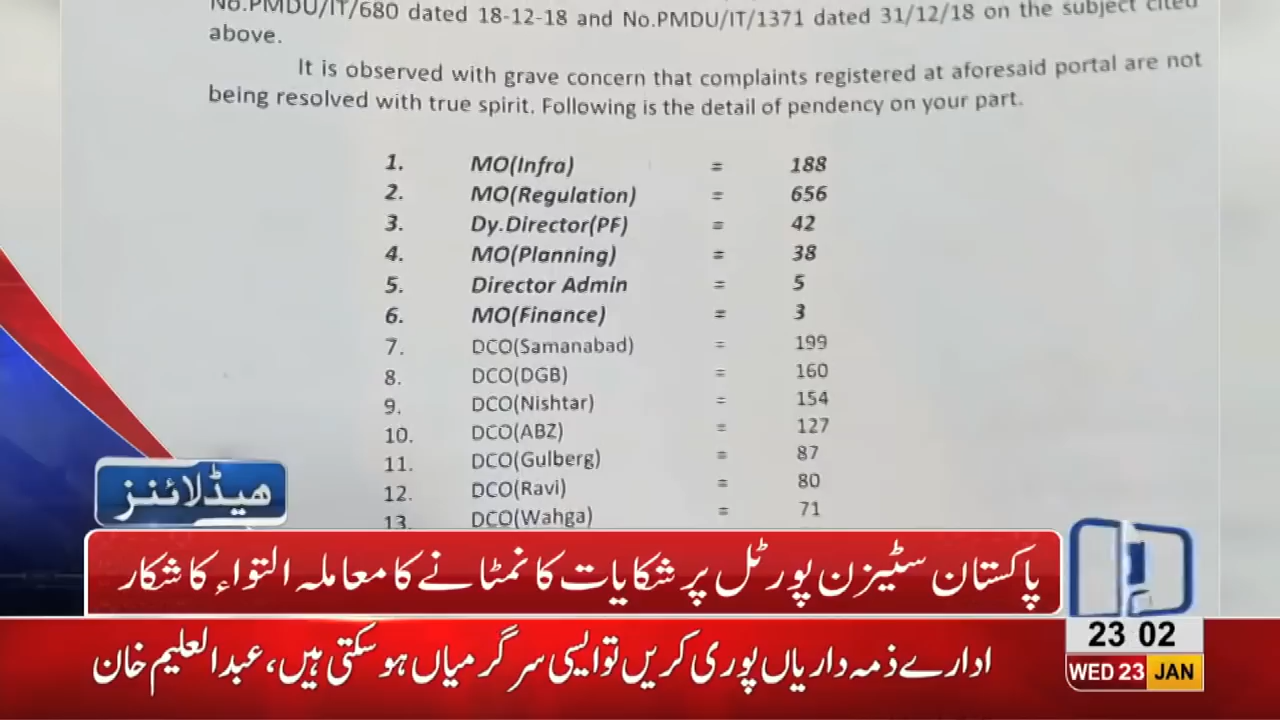 No.PMDU/IT/680 dated 18-12-18 and No.PMDU/IT/1371 dated 31/12/18 on the subject cited
above.
It is observed with grave concern that complaints registered at aforesaid portal are not
being resolved with true spirit. Following is the detail of pendency on your part.
1. MO(Infra) = 188
2. MO(Regulation) = 656
3. Dy.Director(PF) = 42
4. MO(Planning) = 38
5. Director Admin = 5
6. MO(Finance) = 3
7. DCO(Samanabad) = 199
8. DCO(DGB) = 160
9. DCO(Nishtar) = 154
10. DCO(ABZ) = 127
11. DCO(Gulberg) = 87
12. DCO(Ravi) = 80
13. DCO(Wahga) = 71
ہیڈلائنز
پاکستان سٹیزن پورٹل پر شکایات کا نمٹانے کا معاملہ التواء کا شکار
23 02
ادارے ذمہ داریاں پوری کریں تو ایسی سرگرمیاں ہوسکتی ہیں، عبدالعلیم خان
WED 23 JAN